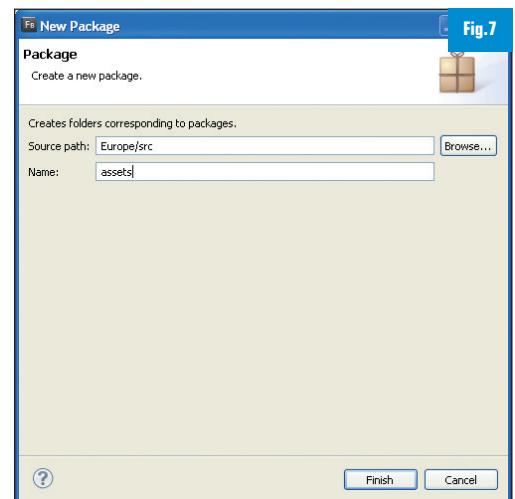 Fb New Package
Fig.7
Package
Create a new package.
Creates folders corresponding to packages.
Source path: Europe/src Browse...
Name: assets
? Finish Cancel